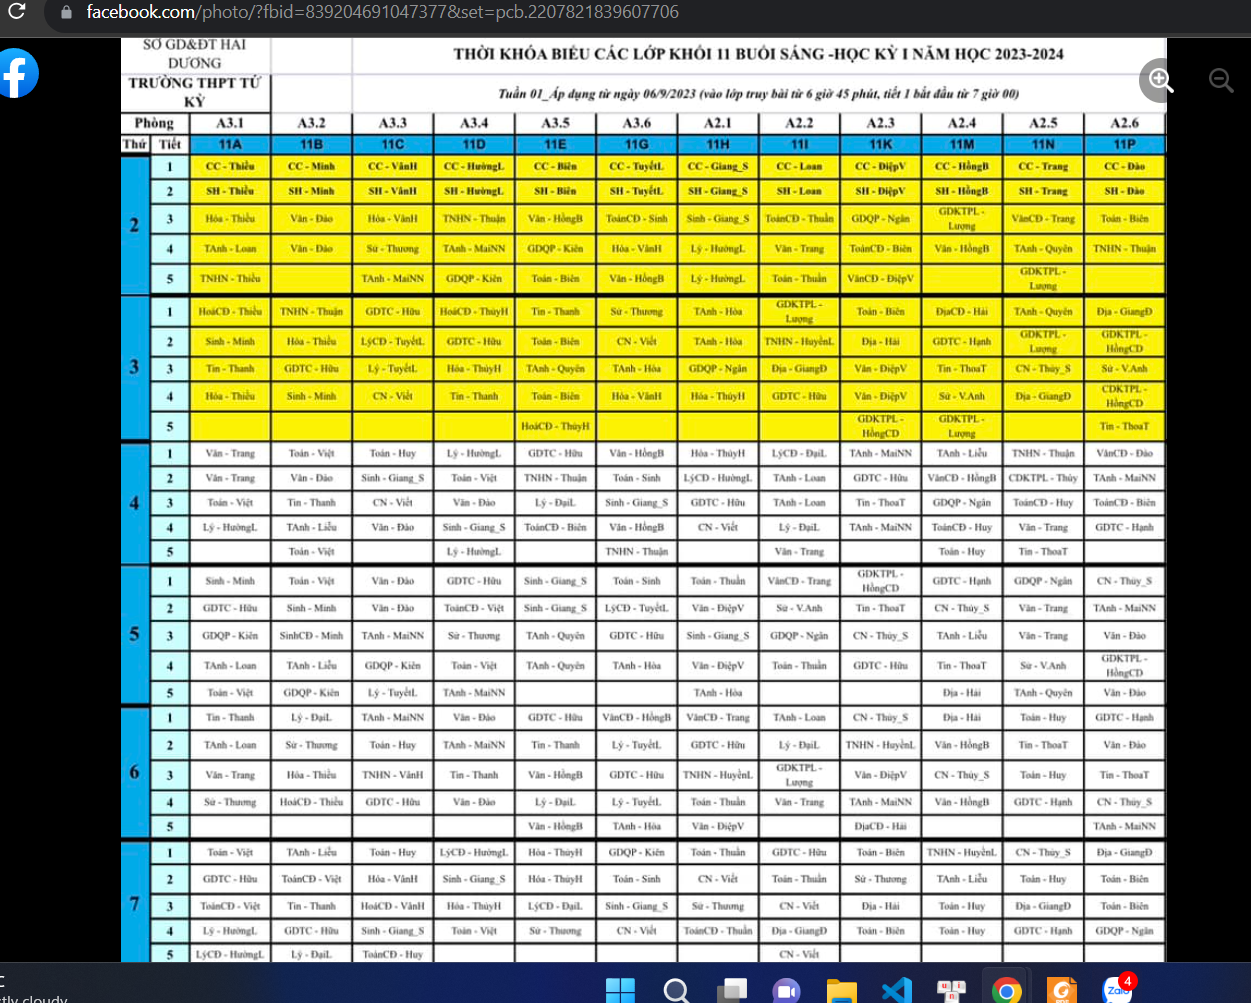 facebook.com/photo/?fbid=839204691047377&set=pcb.2207821839607706
SỞ GD&ĐT HẢI DƯƠNG
THỜI KHÓA BIỂU CÁC LỚP KHỐI 11 BUỔI SÁNG -HỌC KỲ I NĂM HỌC 2023-2024
TRƯỜNG THPT TỨ KỲ
Tuần 01_Áp dụng từ ngày 06/9/2023 (vào lớp truy bài từ 6 giờ 45 phút, tiết 1 bắt đầu từ 7 giờ 00)
Phòng A3.1 A3.2 A3.3 A3.4 A3.5 A3.6 A2.1 A2.2 A2.3 A2.4 A2.5 A2.6
Thứ Tiết 11A 11B 11C 11D 11E 11G 11H 11I 11K 11M 11N 11P
2
1 CC - Thiều CC - Minh CC - VânH CC - HườngL CC - Biên CC - TuyếtL CC - Giang_S CC - Loan CC - ĐiệpV CC - HồngB CC - Trang CC - Đào
2 SH - Thiều SH - Minh SH - VânH SH - HườngL SH - Biên SH - TuyếtL SH - Giang_S SH - Loan SH - ĐiệpV SH - HồngB SH - Trang SH - Đào
3 Hóa - Thiều Văn - Đào Hóa - VânH TNHN - Thuận Văn - HồngB ToánCĐ - Sinh Sinh - Giang_S ToánCĐ - Thuần GDQP - Ngân GDKTPL - Lượng VănCĐ - Trang Toán - Biên
4 TAnh - Loan Văn - Đào Sử - Thương TAnh - MaiNN GDQP - Kiên Hóa - VânH Lý - HườngL Văn - Trang ToánCĐ - Biên Văn - HồngB TAnh - Quyên TNHN - Thuận
5 TNHN - Thiều TAnh - MaiNN GDQP - Kiên Toán - Biên Văn - HồngB Lý - HườngL Toán - Thuần VănCĐ - ĐiệpV GDKTPL - Lượng
3
1 HoáCĐ - Thiều TNHN - Thuận GDTC - Hữu HoáCĐ - ThúyH Tin - Thanh Sử - Thương TAnh - Hòa GDKTPL - Lượng Toán - Biên ĐịaCĐ - Hải TAnh - Quyên Địa - GiangĐ
2 Sinh - Minh Hóa - Thiều LýCĐ - TuyếtL GDTC - Hữu Toán - Biên CN - Viết TAnh - Hòa TNHN - HuyềnL Địa - Hải GDTC - Hạnh GDKTPL - Lượng GDKTPL - HồngCD
3 Tin - Thanh GDTC - Hữu Lý - TuyếtL Hóa - ThúyH TAnh - Quyên TAnh - Hòa GDQP - Ngân Địa - GiangĐ Văn - ĐiệpV Tin - ThoaT CN - Thủy_S Sử - V.Anh
4 Hóa - Thiều Sinh - Minh CN - Viết Tin - Thanh Toán - Biên Hóa - VânH Hóa - ThúyH GDTC - Hữu Văn - ĐiệpV Sử - V.Anh Địa - GiangĐ CDKTPL - HồngCD
5 HoáCĐ - ThúyH GDKTPL - HồngCD GDKTPL - Lượng Tin - ThoaT
4
1 Văn - Trang Toán - Việt Toán - Huy Lý - HườngL GDTC - Hữu Văn - HồngB Hóa - ThúyH LýCĐ - ĐạiL TAnh - MaiNN TAnh - Liễu TNHN - Thuận VănCĐ - Đào
2 Văn - Trang Văn - Đào Sinh - Giang_S Toán - Việt TNHN - Thuận Toán - Sinh LýCĐ - HườngL TAnh - Loan GDTC - Hữu VănCĐ - HồngB CDKTPL - Thủy TAnh - MaiNN
3 Toán - Việt Tin - Thanh CN - Viết Văn - Đào Lý - ĐạiL Sinh - Giang_S GDTC - Hữu TAnh - Loan Tin - ThoaT GDQP - Ngân ToánCĐ - Huy ToánCĐ - Biên
4 Lý - HườngL TAnh - Liễu Văn - Đào Sinh - Giang_S ToánCĐ - Biên Văn - HồngB CN - Viết Lý - ĐạiL TAnh - MaiNN ToánCĐ - Huy Văn - Trang GDTC - Hạnh
5 Toán - Việt Lý - HườngL TNHN - Thuận Văn - Trang Toán - Huy Tin - ThoaT
5
1 Sinh - Minh Toán - Việt Văn - Đào GDTC - Hữu Sinh - Giang_S Toán - Sinh Toán - Thuần VănCĐ - Trang GDKTPL - HồngCD GDTC - Hạnh GDQP - Ngân CN - Thủy_S
2 GDTC - Hữu Sinh - Minh Văn - Đào ToánCĐ - Việt Sinh - Giang_S LýCĐ - TuyếtL Văn - ĐiệpV Sử - V.Anh Tin - ThoaT CN - Thủy_S Văn - Trang TAnh - MaiNN
3 GDQP - Kiên SinhCĐ - Minh TAnh - MaiNN Sử - Thương TAnh - Quyên GDTC - Hữu Sinh - Giang_S GDQP - Ngân CN - Thủy_S TAnh - Liễu Văn - Trang Văn - Đào
4 TAnh - Loan TAnh - Liễu GDQP - Kiên Toán - Việt TAnh - Quyên TAnh - Hòa Văn - ĐiệpV Toán - Thuần GDTC - Hữu Tin - ThoaT Sử - V.Anh GDKTPL - HồngCD
5 Toán - Việt GDQP - Kiên Lý - TuyếtL TAnh - MaiNN TAnh - Hòa Địa - Hải TAnh - Quyên Văn - Đào
6
1 Tin - Thanh Lý - ĐạiL TAnh - MaiNN Văn - Đào GDTC - Hữu VănCĐ - HồngB VănCĐ - Trang TAnh - Loan CN - Thủy_S Địa - Hải Toán - Huy GDTC - Hạnh
2 TAnh - Loan Sử - Thương Toán - Huy TAnh - MaiNN Tin - Thanh Lý - TuyếtL GDTC - Hữu Lý - ĐạiL TNHN - HuyềnL Văn - HồngB Tin - ThoaT Văn - Đào
3 Văn - Trang Hóa - Thiều TNHN - VânH Tin - Thanh Văn - HồngB GDTC - Hữu TNHN - HuyềnL GDKTPL - Lượng Văn - ĐiệpV CN - Thủy_S Toán - Huy Tin - ThoaT
4 Sử - Thương HoáCĐ - Thiều GDTC - Hữu Văn - Đào Lý - ĐạiL Lý - TuyếtL Toán - Thuần Văn - Trang TAnh - MaiNN Văn - HồngB GDTC - Hạnh CN - Thủy_S
5 Văn - HồngB TAnh - Hòa Văn - ĐiệpV ĐịaCĐ - Hải TAnh - MaiNN
7
1 Toán - Việt TAnh - Liễu Toán - Huy LýCĐ - HườngL Hóa - ThúyH GDQP - Kiên Toán - Thuần GDTC - Hữu Toán - Biên TNHN - HuyềnL CN - Thủy_S Địa - GiangĐ
2 GDTC - Hữu ToánCĐ - Việt Hóa - VânH Sinh - Giang_S Hóa - ThúyH Toán - Sinh CN - Viết Toán - Thuần Sử - Thương TAnh - Liễu Toán - Huy Toán - Biên
3 ToánCĐ - Việt Tin - Thanh HoáCĐ - VânH Hóa - ThúyH LýCĐ - ĐạiL Sinh - Giang_S Sử - Thương CN - Viết Địa - Hải Toán - Huy Địa - GiangĐ Toán - Biên
4 Lý - HườngL GDTC - Hữu Sinh - Giang_S Toán - Việt Sử - Thương CN - Viết ToánCĐ - Thuần Địa - GiangĐ Toán - Biên Toán - Huy GDTC - Hạnh GDQP - Ngân
5 LýCĐ - HườngL Lý - ĐạiL ToánCĐ - Huy CN - Viết
Zalo
4